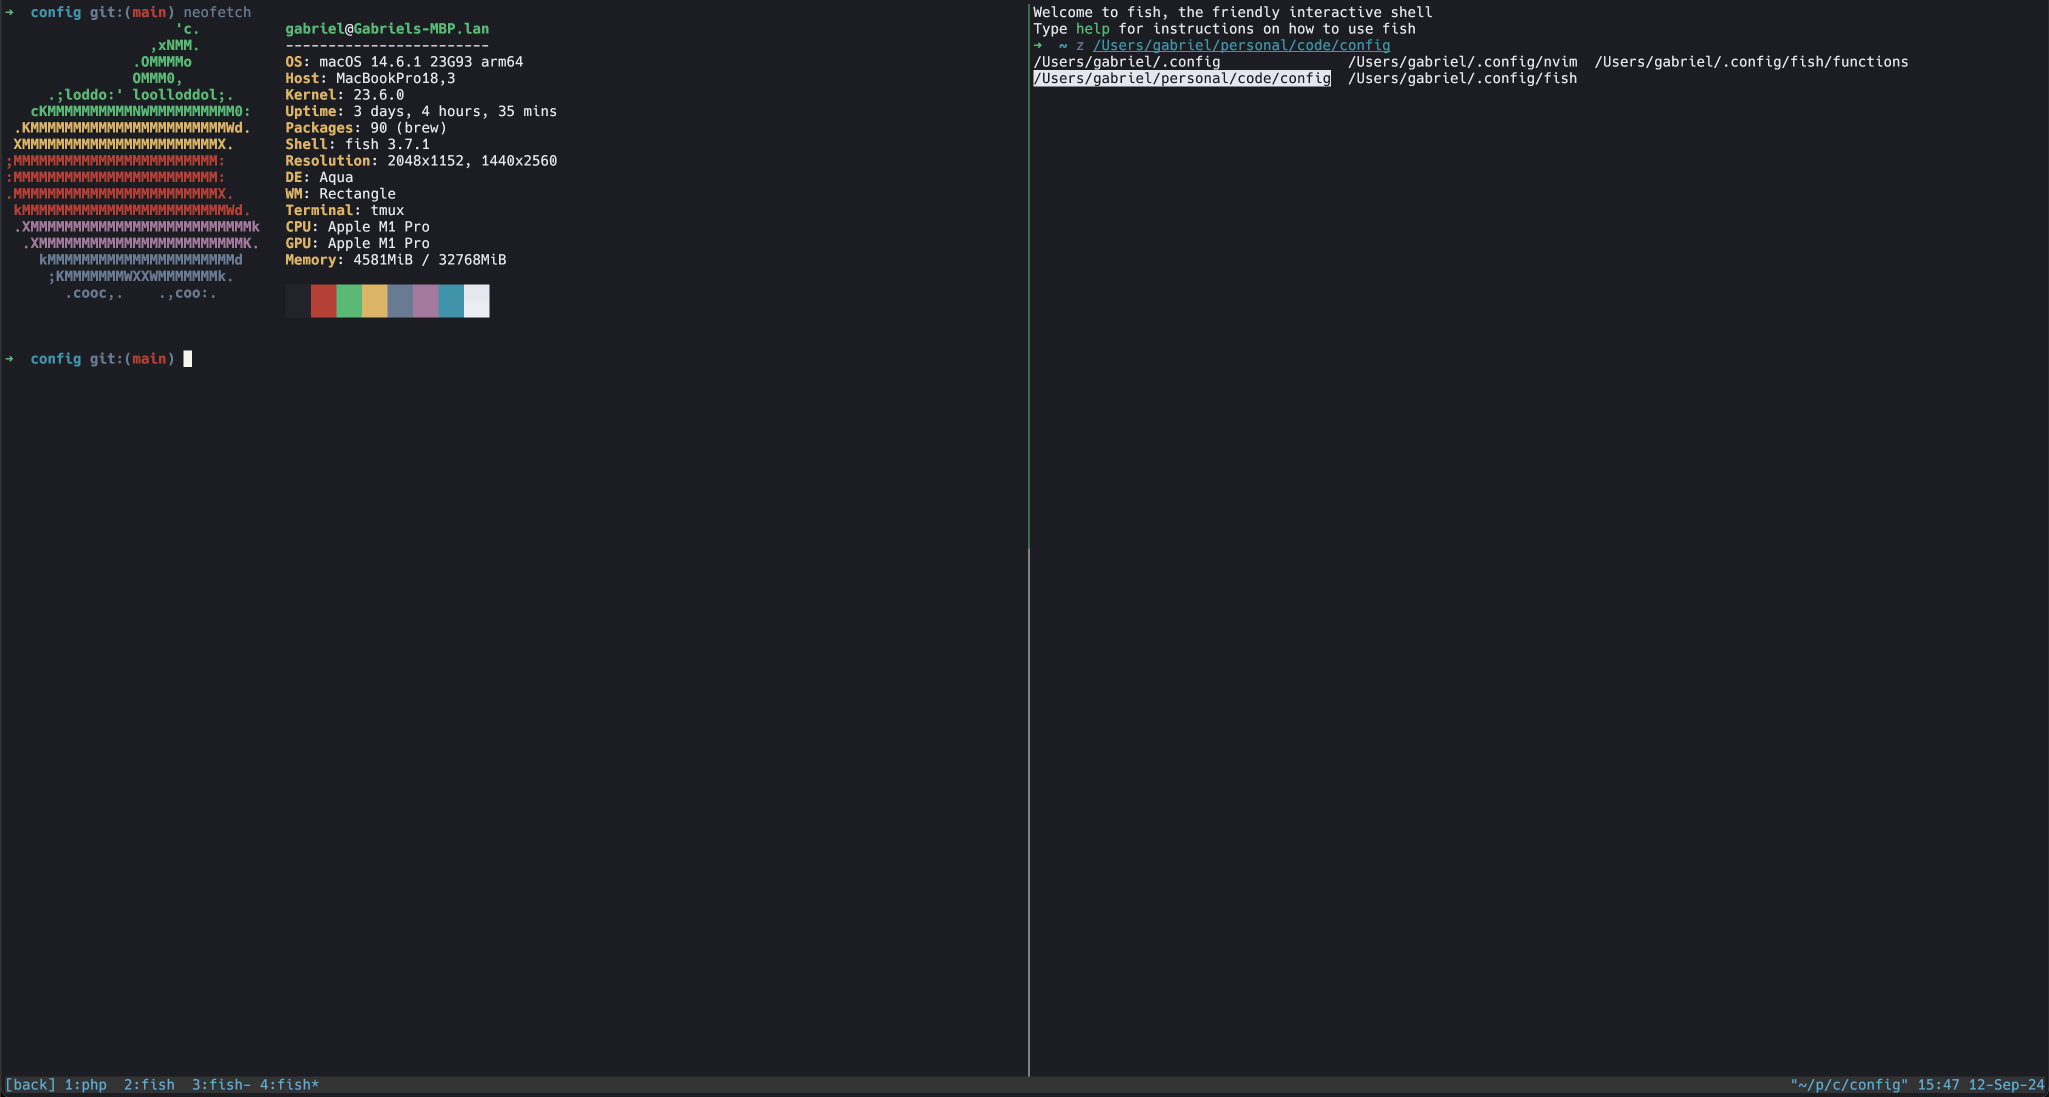 ➜  config git:(main) neofetch
                    'c.          gabriel@Gabriels-MBP.lan
                 ,xNMM.          ------------------------
               .OMMMMo           OS: macOS 14.6.1 23G93 arm64
               OMMM0,            Host: MacBookPro18,3
     .;loddo:' loolloddol;.      Kernel: 23.6.0
   cKMMMMMMMMMMNWMMMMMMMMMM0:    Uptime: 3 days, 4 hours, 35 mins
 .KMMMMMMMMMMMMMMMMMMMMMMMWd.    Packages: 90 (brew)
 XMMMMMMMMMMMMMMMMMMMMMMMX.      Shell: fish 3.7.1
;MMMMMMMMMMMMMMMMMMMMMMMM:       Resolution: 2048x1152, 1440x2560
:MMMMMMMMMMMMMMMMMMMMMMMM:       DE: Aqua
.MMMMMMMMMMMMMMMMMMMMMMMMX.      WM: Rectangle
 kMMMMMMMMMMMMMMMMMMMMMMMMWd.    Terminal: tmux
 .XMMMMMMMMMMMMMMMMMMMMMMMMMMk   CPU: Apple M1 Pro
  .XMMMMMMMMMMMMMMMMMMMMMMMMK.   GPU: Apple M1 Pro
    kMMMMMMMMMMMMMMMMMMMMMMd     Memory: 4581MiB / 32768MiB
     ;KMMMMMMMWXXWMMMMMMMk.
       .cooc,.    .,coo:.
➜  config git:(main)
Welcome to fish, the friendly interactive shell
Type help for instructions on how to use fish
➜  ~ z /Users/gabriel/personal/code/config
/Users/gabriel/.config               /Users/gabriel/.config/nvim  /Users/gabriel/.config/fish/functions
/Users/gabriel/personal/code/config  /Users/gabriel/.config/fish
[back] 1:php  2:fish  3:fish- 4:fish*                "~/p/c/config" 15:47 12-Sep-24